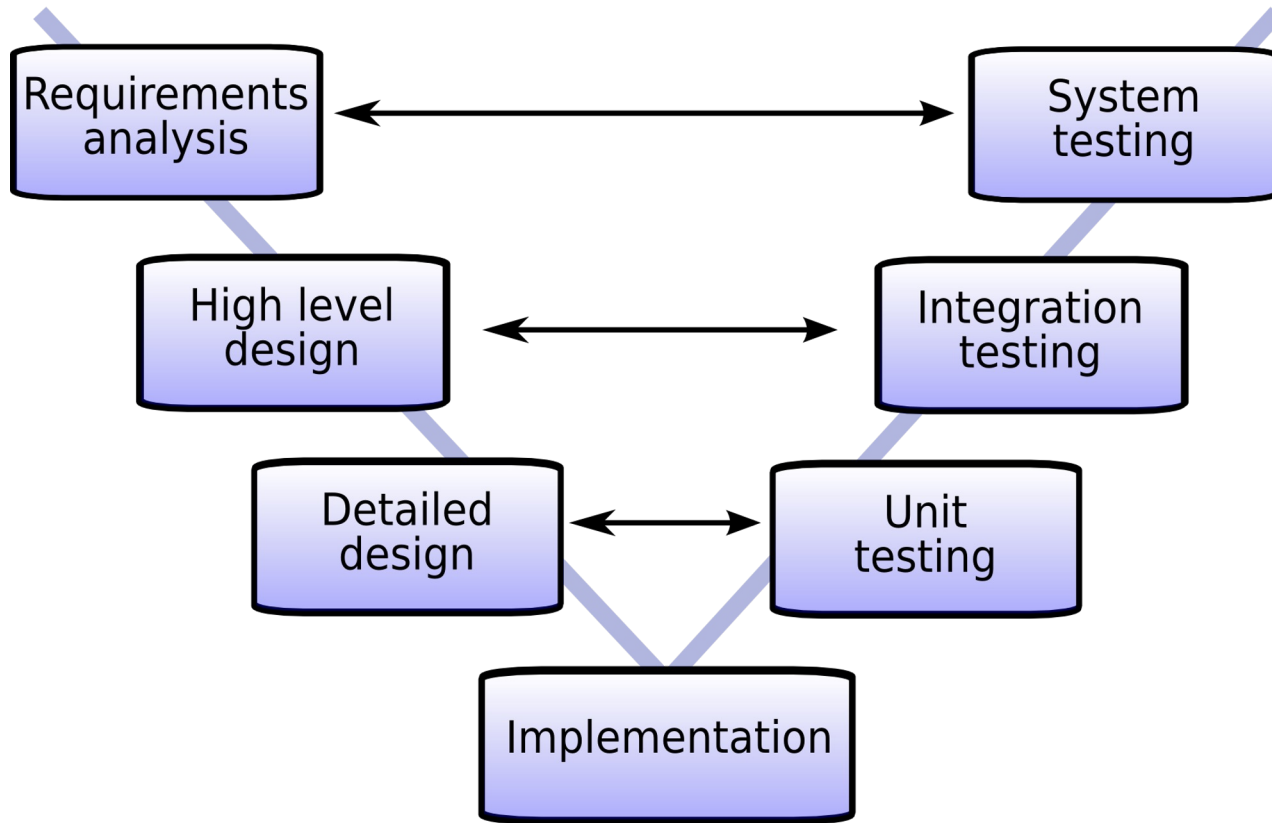 Requirements
analysis
System
testing
High level
design
Integration
testing
Detailed
design
Unit
testing
Implementation